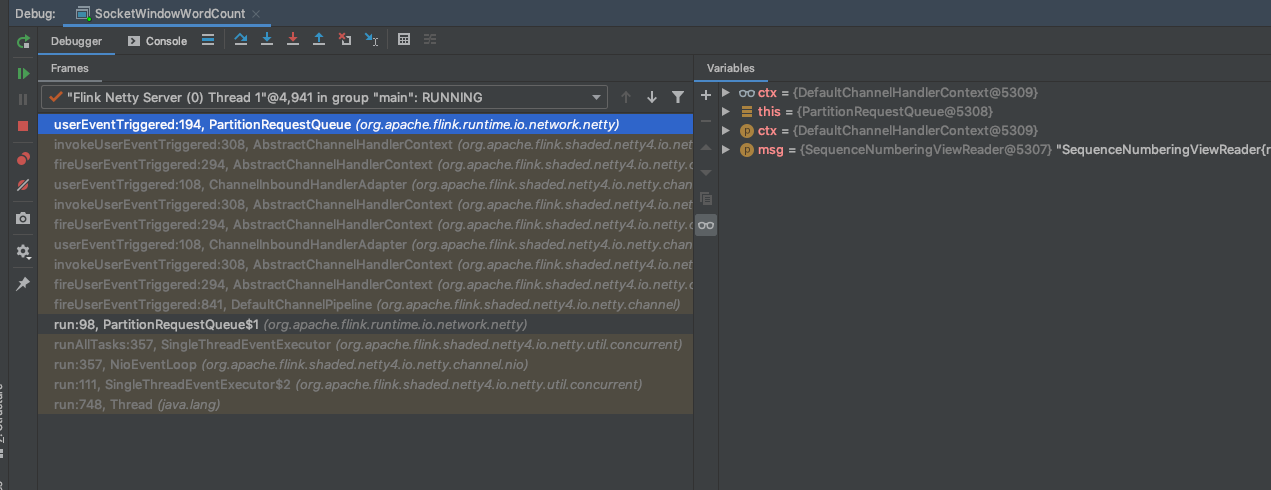 Debug: SocketWindowWordCount
Debugger Console
Frames
"Flink Netty Server (0) Thread 1"@4,941 in group "main": RUNNING
userEventTriggered:194, PartitionRequestQueue (org.apache.flink.runtime.io.network.netty)
invokeUserEventTriggered:308, AbstractChannelHandlerContext (org.apache.flink.shaded.netty4.io.net
fireUserEventTriggered:294, AbstractChannelHandlerContext (org.apache.flink.shaded.netty4.io.netty.c
userEventTriggered:108, ChannelInboundHandlerAdapter (org.apache.flink.shaded.netty4.io.netty.chan
invokeUserEventTriggered:308, AbstractChannelHandlerContext (org.apache.flink.shaded.netty4.io.net
fireUserEventTriggered:294, AbstractChannelHandlerContext (org.apache.flink.shaded.netty4.io.netty.c
userEventTriggered:108, ChannelInboundHandlerAdapter (org.apache.flink.shaded.netty4.io.netty.chan
invokeUserEventTriggered:308, AbstractChannelHandlerContext (org.apache.flink.shaded.netty4.io.net
fireUserEventTriggered:294, AbstractChannelHandlerContext (org.apache.flink.shaded.netty4.io.netty.c
fireUserEventTriggered:841, DefaultChannelPipeline (org.apache.flink.shaded.netty4.io.netty.channel)
run:98, PartitionRequestQueue$1 (org.apache.flink.runtime.io.network.netty)
runAllTasks:357, SingleThreadEventExecutor (org.apache.flink.shaded.netty4.io.netty.util.concurrent)
run:357, NioEventLoop (org.apache.flink.shaded.netty4.io.netty.channel.nio)
run:111, SingleThreadEventExecutor$2 (org.apache.flink.shaded.netty4.io.netty.util.concurrent)
run:748, Thread (java.lang)
Variables
ctx = {DefaultChannelHandlerContext@5309}
this = {PartitionRequestQueue@5308}
ctx = {DefaultChannelHandlerContext@5309}
msg = {SequenceNumberingViewReader@5307} "SequenceNumberingViewReader{r